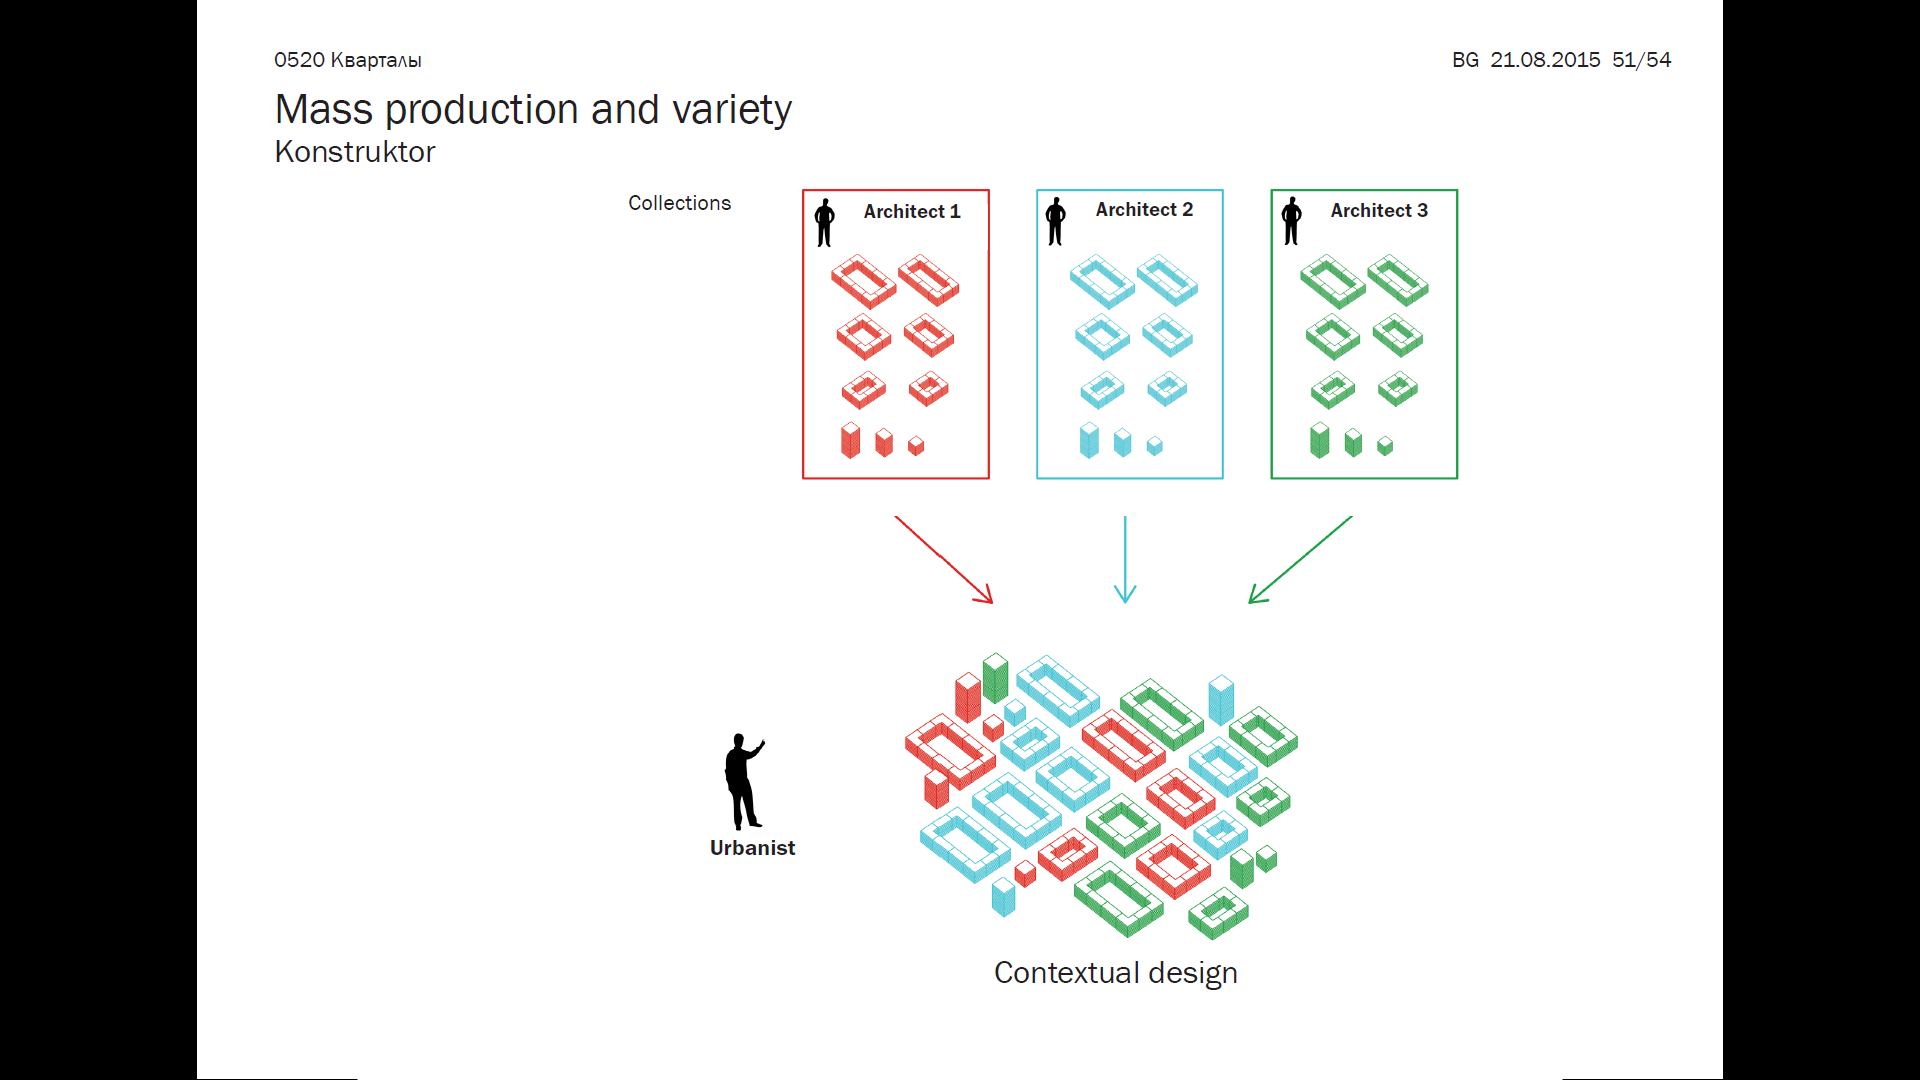 0520 Кварталы
BG 21.08.2015 51/54
Mass production and variety
Konstruktor
Collections
Architect 1
Architect 2
Architect 3
Urbanist
Contextual design